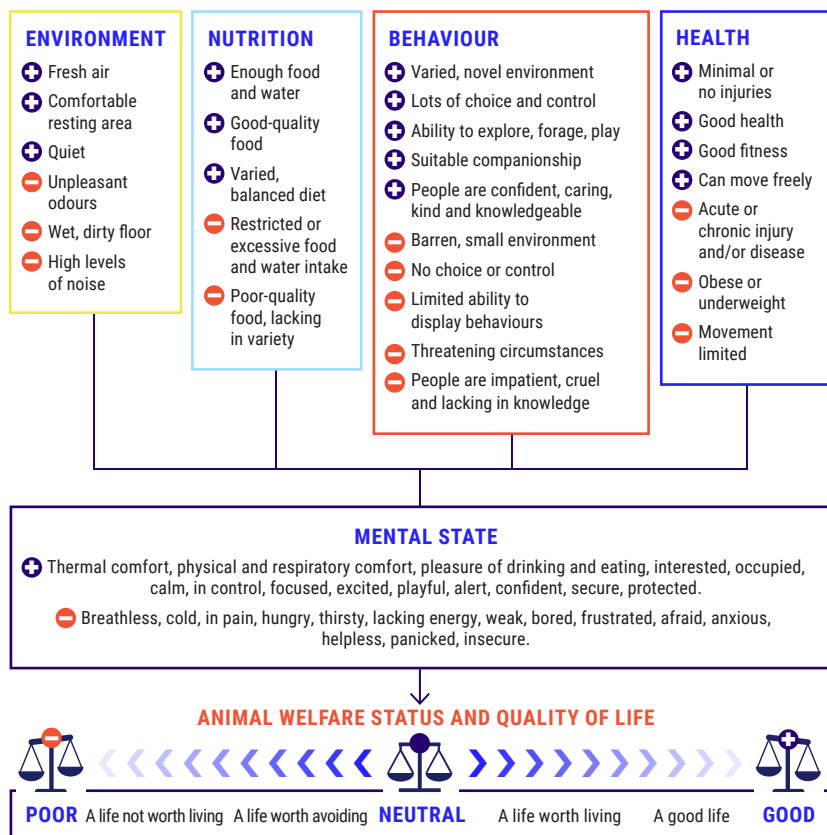 ENVIRONMENT
Fresh air
Comfortable
resting area
Quiet
Unpleasant
odours
Wet, dirty floor
High levels
of noise
NUTRITION
Enough food
and water
Good-quality
food
Varied,
balanced diet
Restricted or
excessive food
and water intake
Poor-quality
food, lacking
in variety
BEHAVIOUR
Varied, novel environment
Lots of choice and control
Ability to explore, forage, play
Suitable companionship
People are confident, caring,
kind and knowledgeable
Barren, small environment
No choice or control
Limited ability to
display behaviours
Threatening circumstances
People are impatient, cruel
and lacking in knowledge
HEALTH
Minimal or
no injuries
Good health
Good fitness
Can move freely
Acute or
chronic injury
and/or disease
Obese or
underweight
Movement
limited
MENTAL STATE
Thermal comfort, physical and respiratory comfort, pleasure of drinking and eating, interested, occupied,
calm, in control, focused, excited, playful, alert, confident, secure, protected.
Breathless, cold, in pain, hungry, thirsty, lacking energy, weak, bored, frustrated, afraid, anxious,
helpless, panicked, insecure.
ANIMAL WELFARE STATUS AND QUALITY OF LIFE
POOR A life not worth living A life worth avoiding NEUTRAL A life worth living A good life GOOD